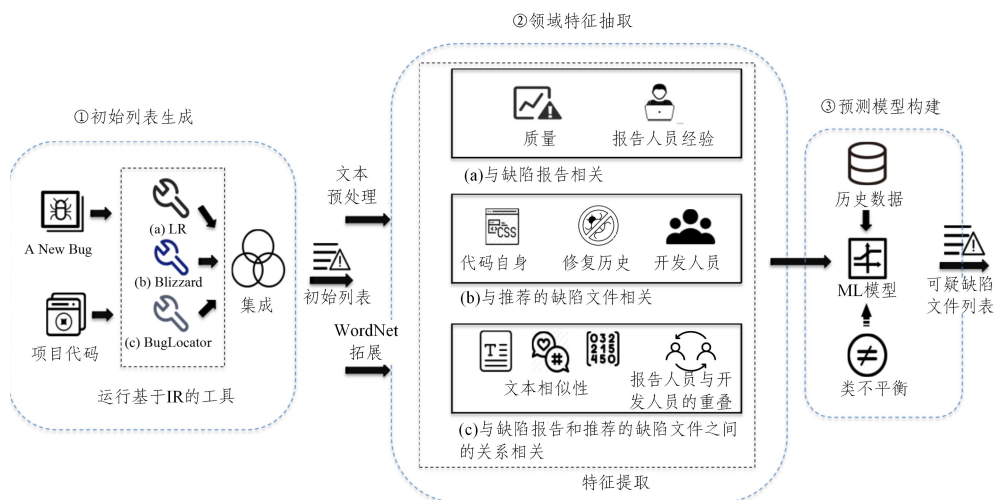 ①初始列表生成
A New Bug
项目代码
(a) LR
(b) Blizzard
(c) BugLocator
集成
运行基于IR的工具
初始列表
文本
预处理
WordNet
拓展
②领域特征抽取
质量
报告人员经验
(a)与缺陷报告相关
CSS
代码自身
修复历史
开发人员
(b)与推荐的缺陷文件相关
T
#
032
245
450
文本相似性
报告人员与开
发人员的重叠
(c)与缺陷报告和推荐的缺陷文件之间
的关系相关
特征提取
③预测模型构建
历史数据
ML模型
≠
类不平衡
可疑缺陷
文件列表